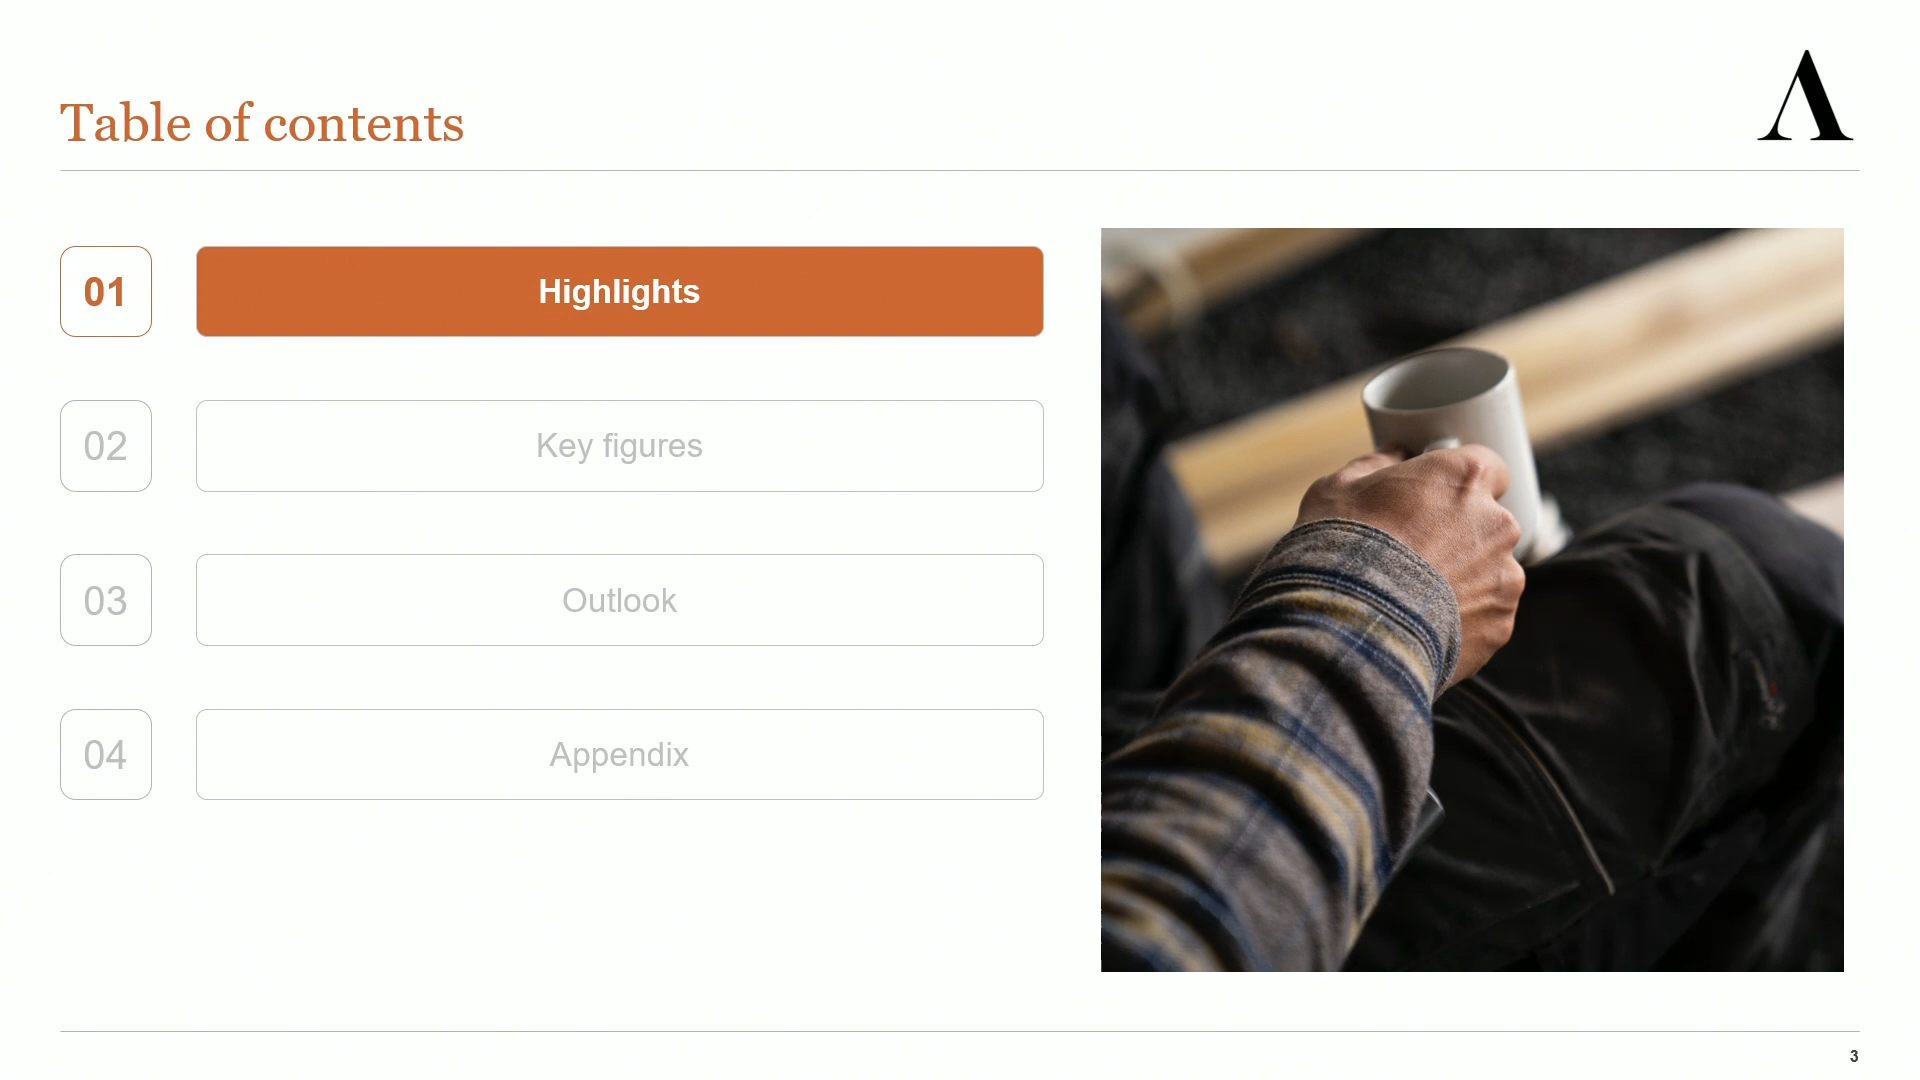 Table of contents
01
Highlights
02
Key figures
03
Outlook
04
Appendix
3